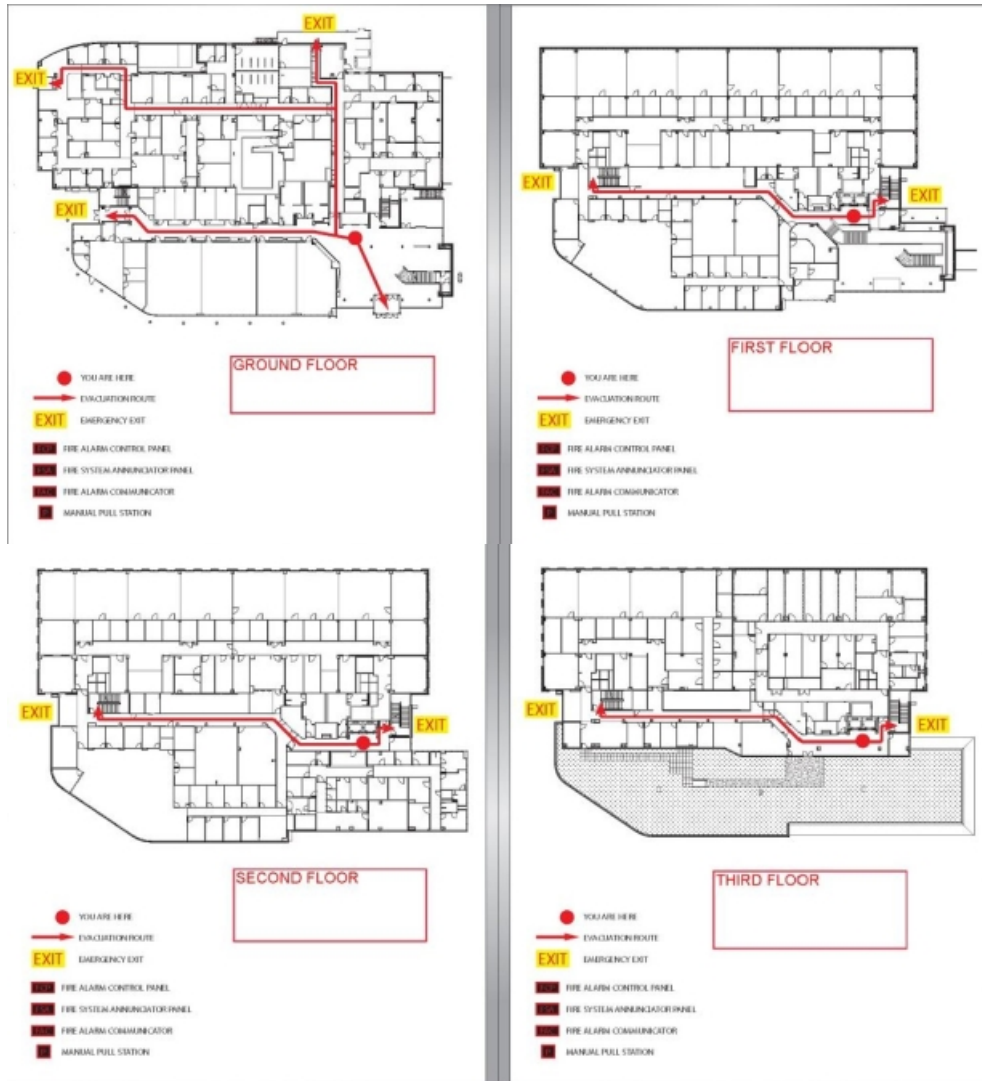 EXIT
EXIT
EXIT
GROUND FLOOR
YOU ARE HERE
EVACUATION ROUTE
EXIT EMERGENCY EXIT
FIRE ALARM CONTROL PANEL
FIRE SYSTEM ANNUNCIATOR PANEL
FIRE ALARM COMMUNICATOR
MANUAL PULL STATION
EXIT
EXIT
FIRST FLOOR
YOU ARE HERE
EVACUATION ROUTE
EXIT EMERGENCY EXIT
FIRE ALARM CONTROL PANEL
FIRE SYSTEM ANNUNCIATOR PANEL
FIRE ALARM COMMUNICATOR
MANUAL PULL STATION
EXIT
EXIT
SECOND FLOOR
YOU ARE HERE
EVACUATION ROUTE
EXIT EMERGENCY EXIT
FIRE ALARM CONTROL PANEL
FIRE SYSTEM ANNUNCIATOR PANEL
FIRE ALARM COMMUNICATOR
MANUAL PULL STATION
EXIT
EXIT
THIRD FLOOR
YOU ARE HERE
EVACUATION ROUTE
EXIT EMERGENCY EXIT
FIRE ALARM CONTROL PANEL
FIRE SYSTEM ANNUNCIATOR PANEL
FIRE ALARM COMMUNICATOR
MANUAL PULL STATION